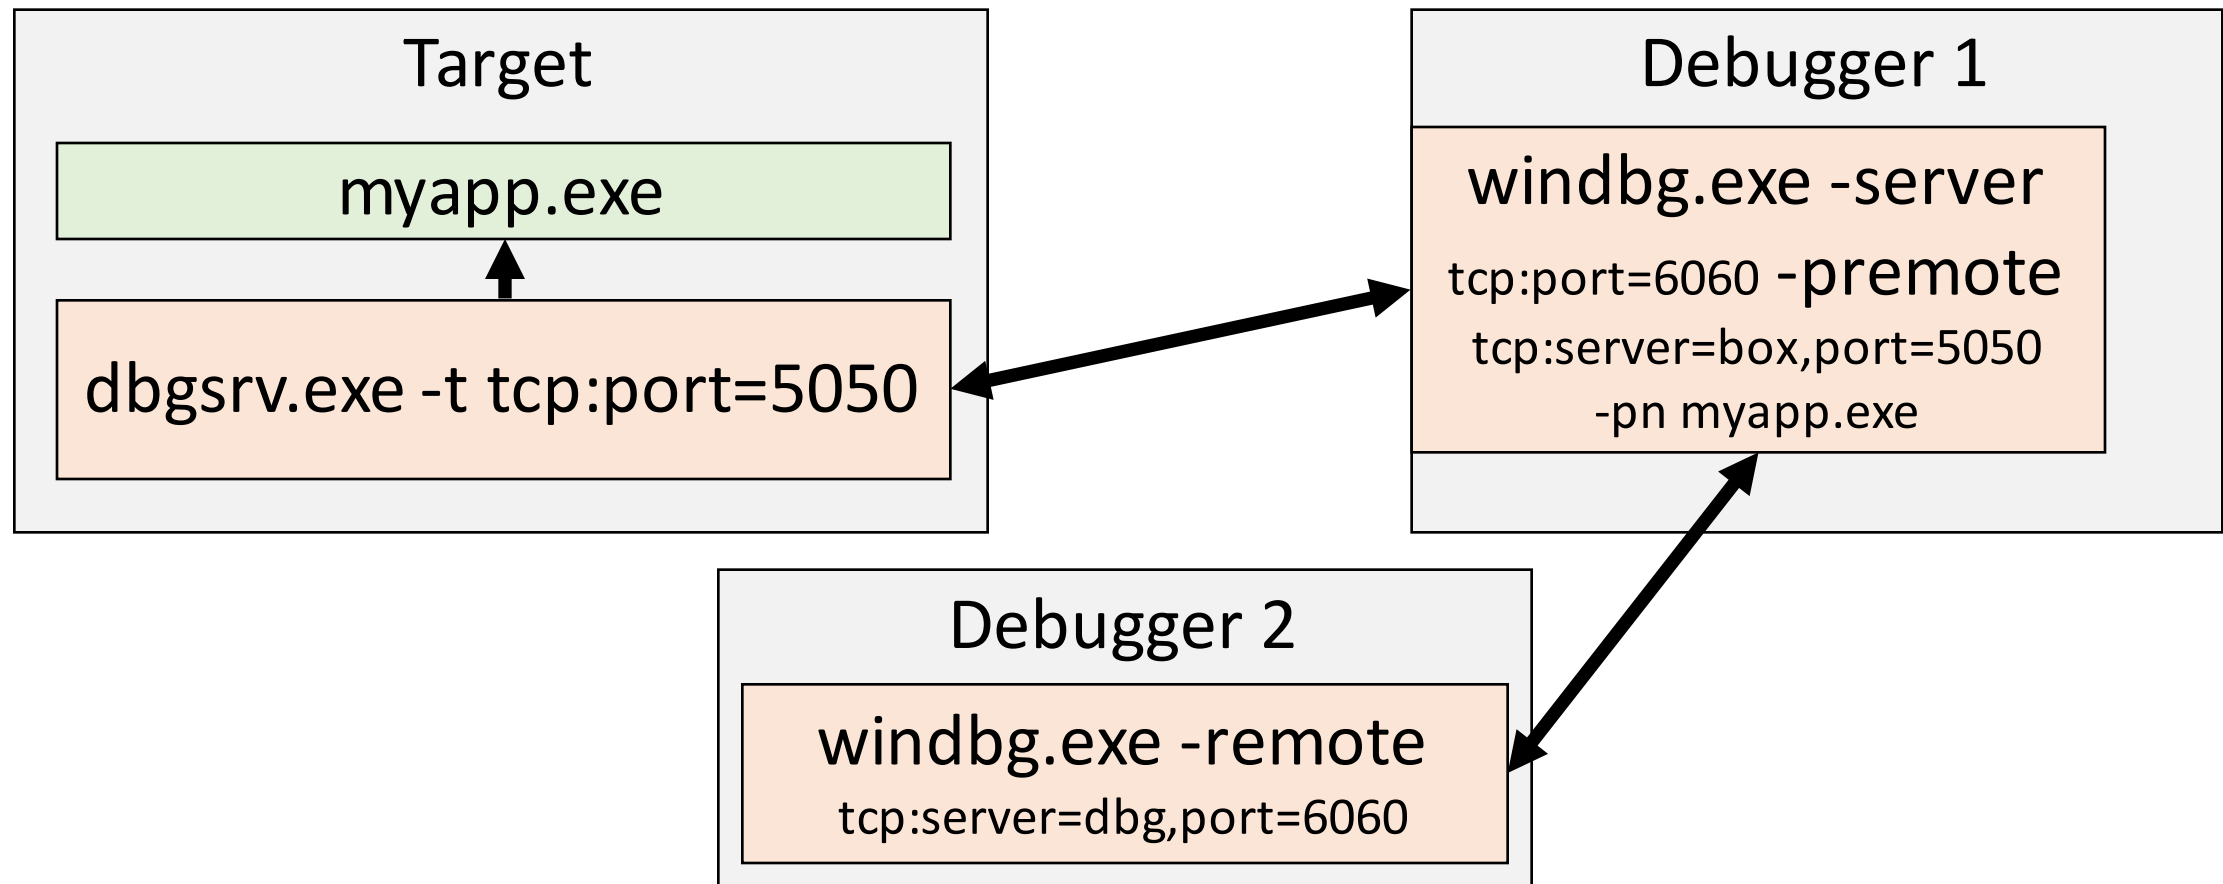 Target
myapp.exe
dbgsrv.exe -t tcp:port=5050
Debugger 1
windbg.exe -server
tcp:port=6060 -premote
tcp:server=box,port=5050
-pn myapp.exe
Debugger 2
windbg.exe -remote
tcp:server=dbg,port=6060